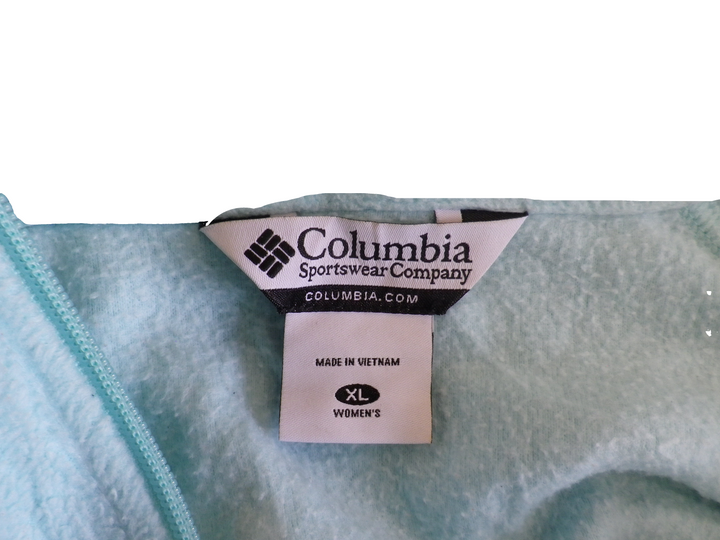 Columbia
Sportswear Company
COLUMBIA.COM
MADE IN VIETNAM
XL
WOMEN'S